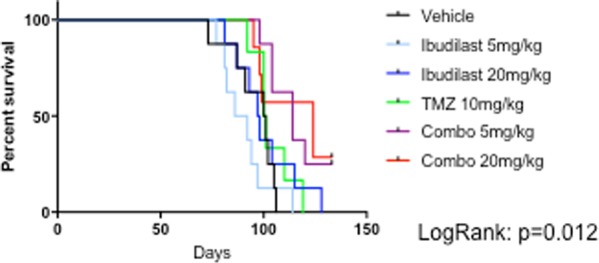 Percent survival
100
50
0
0
50
100
150
Days
Vehicle
Ibudilast 5mg/kg
Ibudilast 20mg/kg
TMZ 10mg/kg
Combo 5mg/kg
Combo 20mg/kg
LogRank: p=0.012